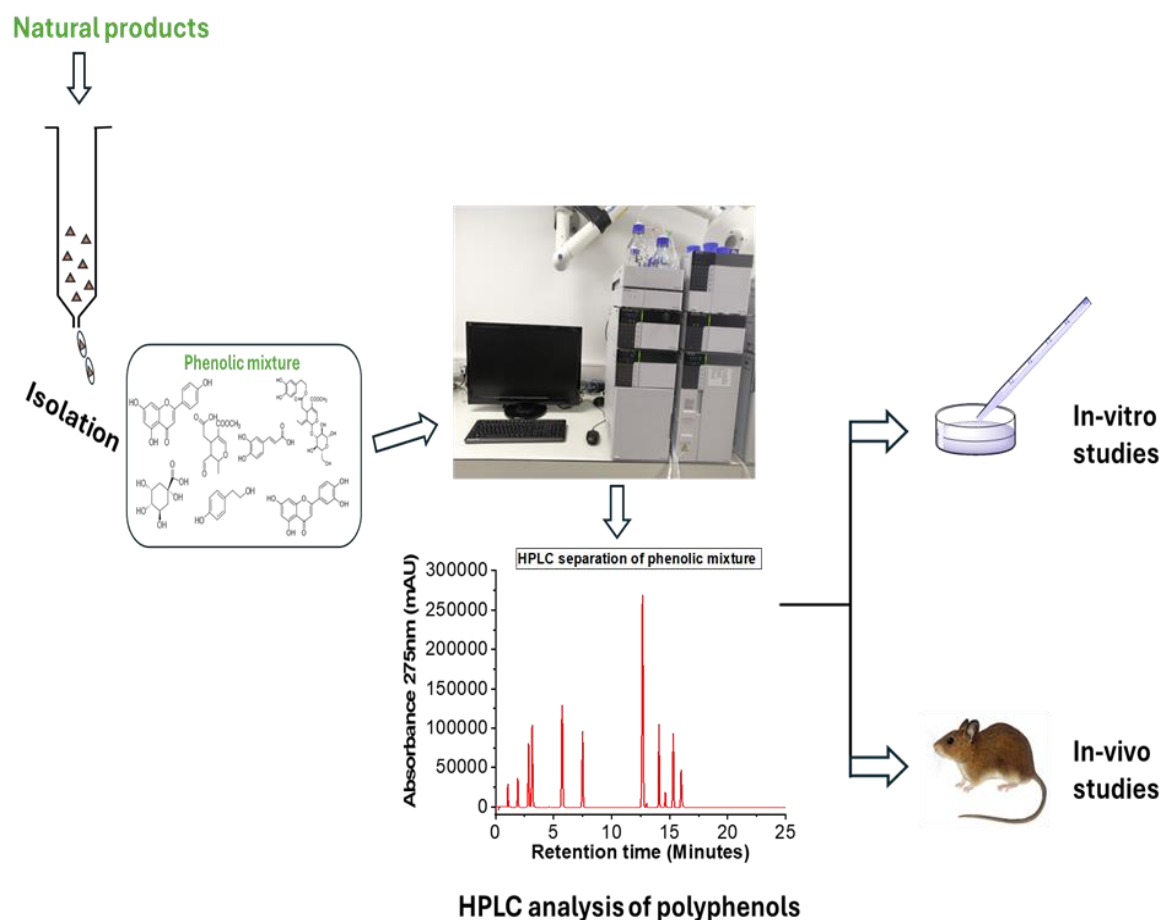 Natural products
Isolation
Phenolic mixture
HPLC separation of phenolic mixture
Absorbance 275nm (mAU)
300000
250000
200000
150000
100000
50000
0
0 5 10 15 20 25
Retention time (Minutes)
HPLC analysis of polyphenols
In-vitro
studies
In-vivo
studies